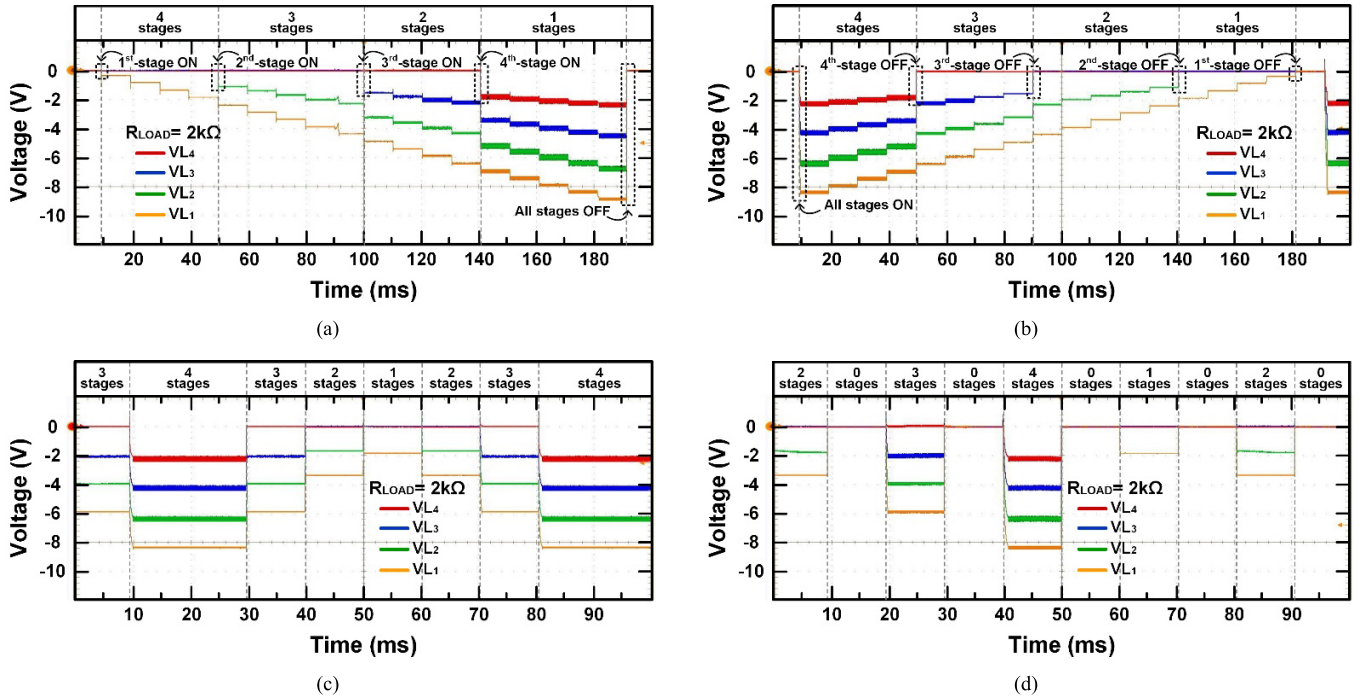 4 stages 3 stages 2 stages 1 stages
1st-stage ON 2nd-stage ON 3rd-stage ON 4th-stage ON
0
-2
-4
-6
-8
-10
Voltage (V)
RLOAD= 2kΩ
VL4
VL3
VL2
VL1
All stages OFF
20 40 60 80 100 120 140 160 180
Time (ms)
(a)
4 stages 3 stages 2 stages 1 stages
4th-stage OFF 3rd-stage OFF 2nd-stage OFF 1st-stage OFF
0
-2
-4
-6
-8
-10
Voltage (V)
RLOAD= 2kΩ
VL4
VL3
VL2
VL1
All stages ON
20 40 60 80 100 120 140 160 180
Time (ms)
(b)
3 stages 4 stages 3 stages 2 stages 1 stages 2 stages 3 stages 4 stages
0
-2
-4
-6
-8
-10
Voltage (V)
RLOAD= 2kΩ
VL4
VL3
VL2
VL1
0 10 20 30 40 50 60 70 80 90
Time (ms)
(c)
2 stages 0 stages 3 stages 0 stages 4 stages 0 stages 1 stages 0 stages 2 stages 0 stages
0
-2
-4
-6
-8
-10
Voltage (V)
RLOAD= 2kΩ
VL4
VL3
VL2
VL1
0 10 20 30 40 50 60 70 80 90
Time (ms)
(d)